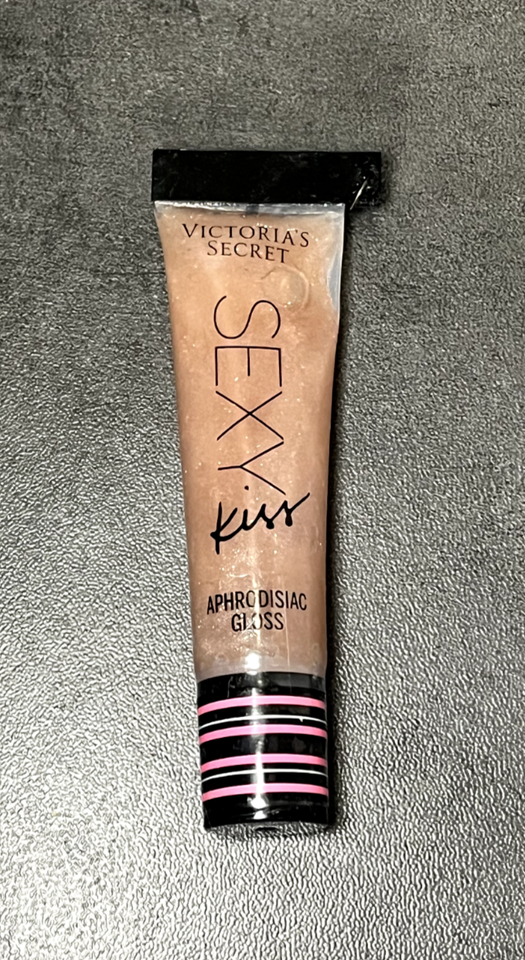 VICTORIA'S
SECRET
SEXY
Kiss
APHRODISIAC
GLOSS